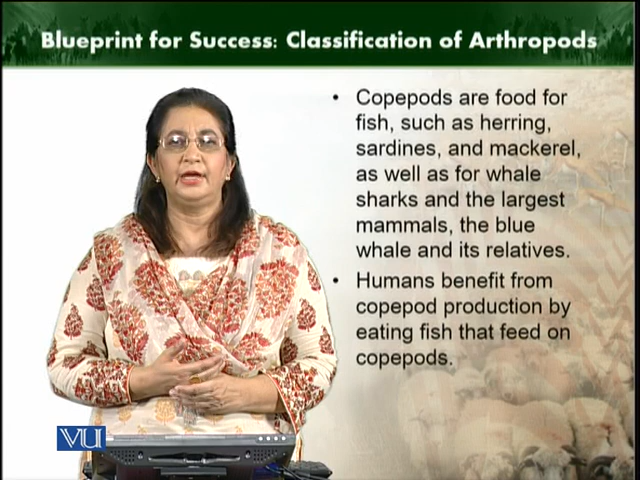 Blueprint for Success: Classification of Arthropods
• Copepods are food for
fish, such as herring,
sardines, and mackerel,
as well as for whale
sharks and the largest
mammals, the blue
whale and its relatives.
• Humans benefit from
copepod production by
eating fish that feed on
copepods.
VU